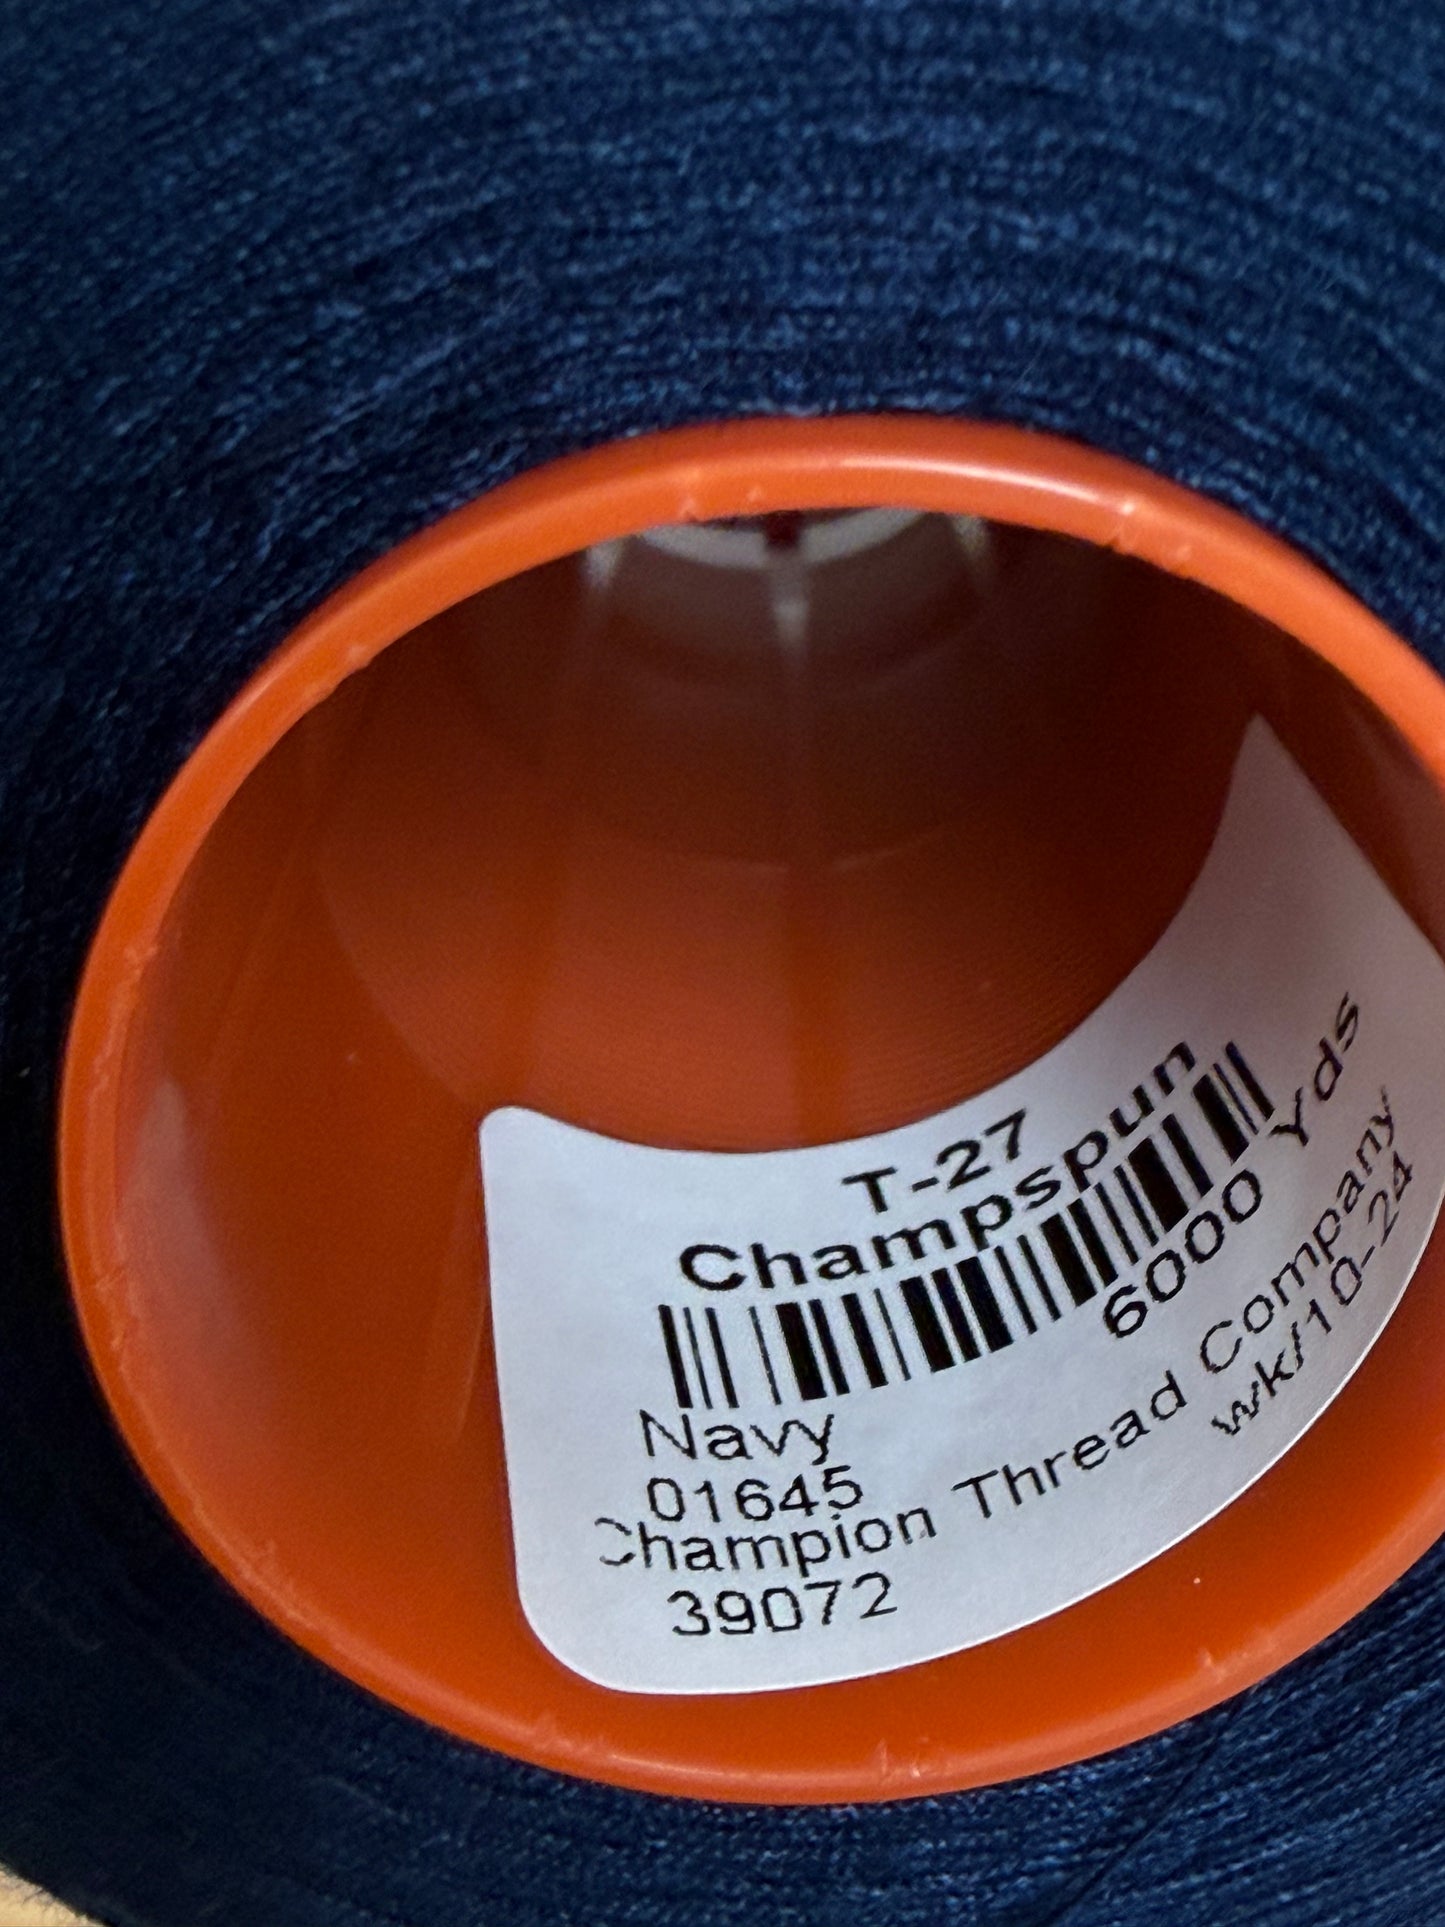 T-27
Champspun
Navy 6000 Yds
01645
Champion Thread Company
39072 wk/10-24